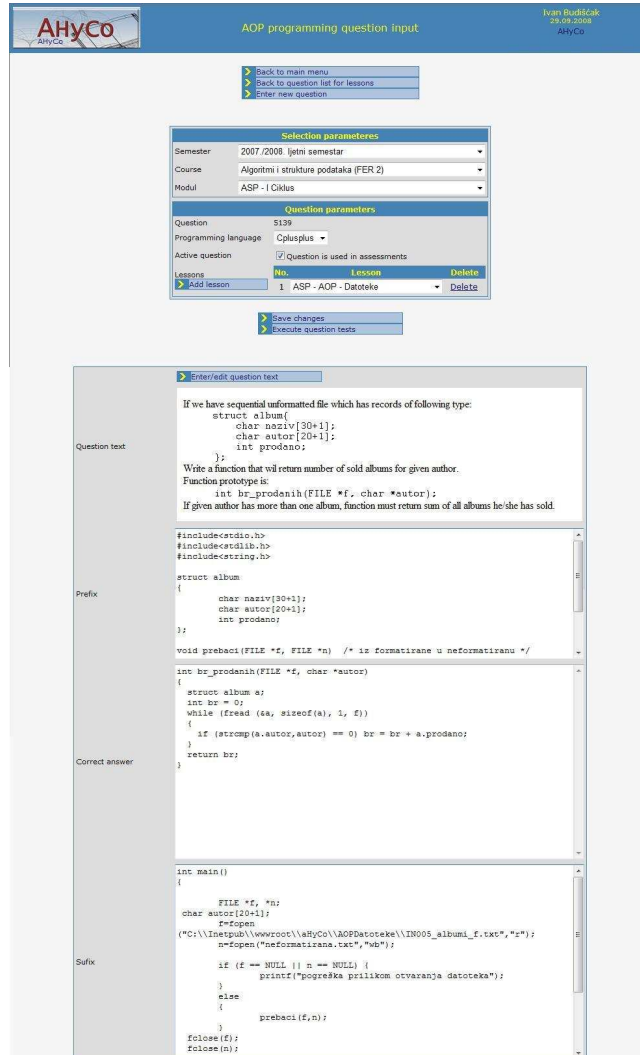 AHyCo
AHyCo
AOP programming question input
Ivan Budišćak
29.09.2008
AHyCo
Back to main menu
Back to question list for lessons
Enter new question
Selection parameteres
Semester 2007./2008. ljetni semestar
Course Algoritmi i strukture podataka (FER 2)
Modul ASP - I Ciklus
Question parameters
Question 5139
Programming language Cplusplus
Active question Question is used in assessments
Lessons No. Lesson Delete
Add lesson 1 ASP - AOP - Datoteke Delete
Save changes
Execute question tests
Enter/edit question text
Question text
If we have sequential unformatted file which has records of following type:
struct album{
char naziv[30+1];
char autor[20+1];
int prodano;
};
Write a function that wil return number of sold albums for given author.
Function prototype is:
int br_prodanih(FILE *f, char *autor);
If given author has more than one album, function must return sum of all albums he/she has sold.
Prefix
#include<stdio.h>
#include<stdlib.h>
#include<string.h>
struct album
{
char naziv[30+1];
char autor[20+1];
int prodano;
};
void prebaci(FILE *f, FILE *n) /* iz formatirane u neformatiranu */
Correct answer
int br_prodanih(FILE *f, char *autor)
{
struct album a;
int br = 0;
while (fread (&a, sizeof(a), 1, f))
{
if (strcmp(a.autor,autor) == 0) br = br + a.prodano;
}
return br;
}
Sufix
int main()
{
FILE *f, *n;
char autor[20+1];
f=fopen
("C:\\Inetpub\\wwwroot\\aHyCo\\AOPDatoteke\\IN005_albumi_f.txt","r");
n=fopen("neformatirana.txt","wb");
if (f == NULL || n == NULL) {
printf("pogreška prilikom otvaranja datoteka");
}
else
{
prebaci(f,n);
}
fclose(f);
fclose(n);